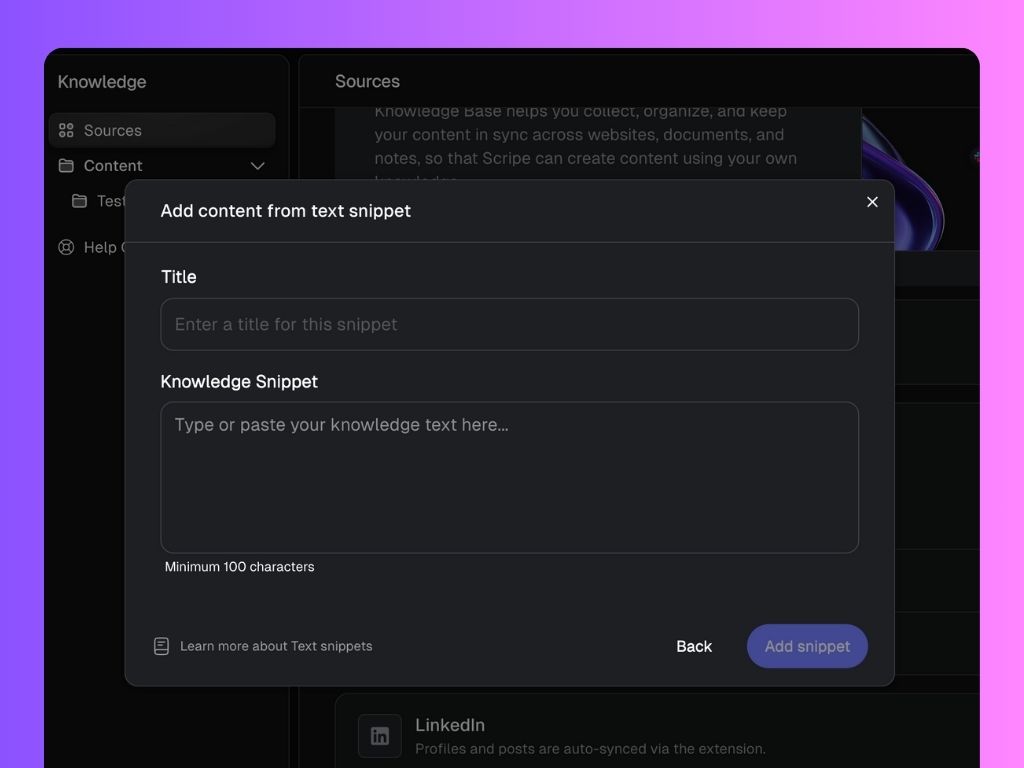 Knowledge
Sources
Sources
Content
Test
Help
Knowledge Base helps you collect, organize, and keep
your content in sync across websites, documents, and
notes, so that Scripe can create content using your own
knowledge
Add content from text snippet
Title
Enter a title for this snippet
Knowledge Snippet
Type or paste your knowledge text here...
Minimum 100 characters
Learn more about Text snippets
Back
Add snippet
LinkedIn
Profiles and posts are auto-synced via the extension.